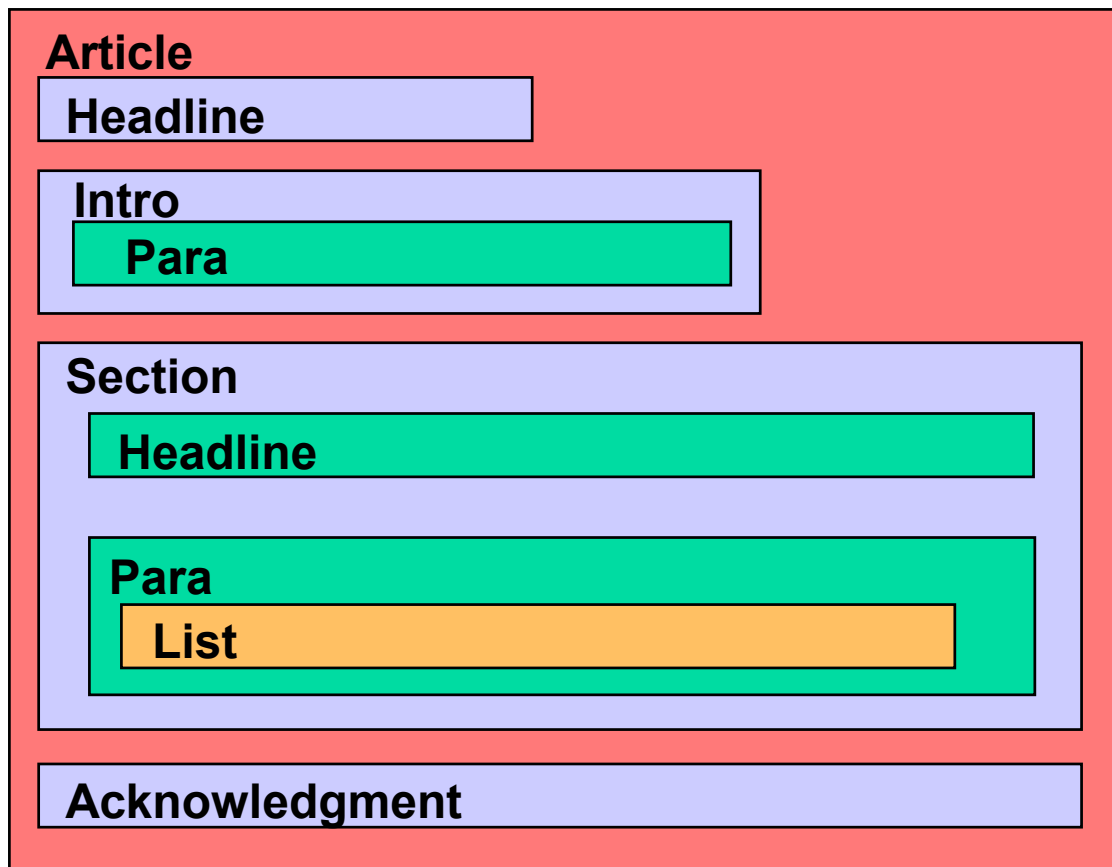 Article
Headline
Intro
Para
Section
Headline
Para
List
Acknowledgment